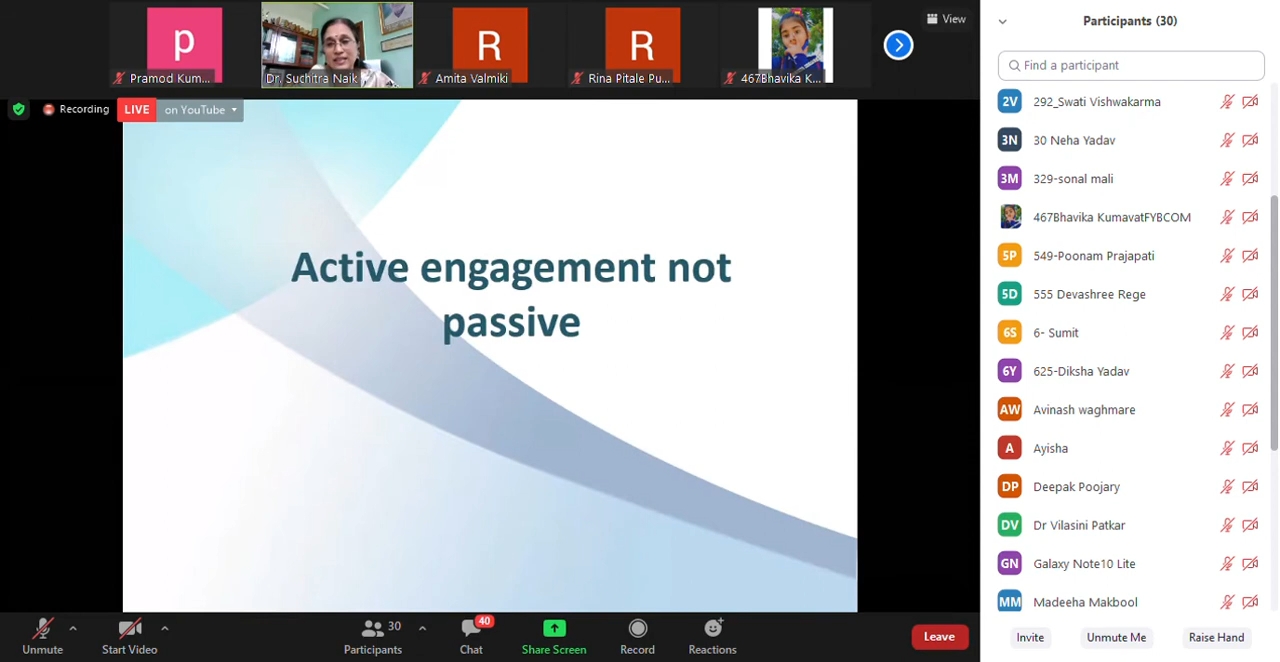 p
R
R
Pramod Kum...
Dr. Suchitra Naik
Amita Valmiki
Rina Pitale Pu...
467Bhavika K...
View
Recording
LIVE
on YouTube
Active engagement not
passive
Participants (30)
Find a participant
2V 292_Swati Vishwakarma
3N 30 Neha Yadav
3M 329-sonal mali
467Bhavika KumavatFYBCOM
5P 549-Poonam Prajapati
5D 555 Devashree Rege
6S 6- Sumit
6Y 625-Diksha Yadav
AW Avinash waghmare
A Ayisha
DP Deepak Poojary
DV Dr Vilasini Patkar
GN Galaxy Note10 Lite
MM Madeeha Makbool
Invite
Unmute Me
Raise Hand
Unmute
Start Video
30
Participants
40
Chat
Share Screen
Record
Reactions
Leave